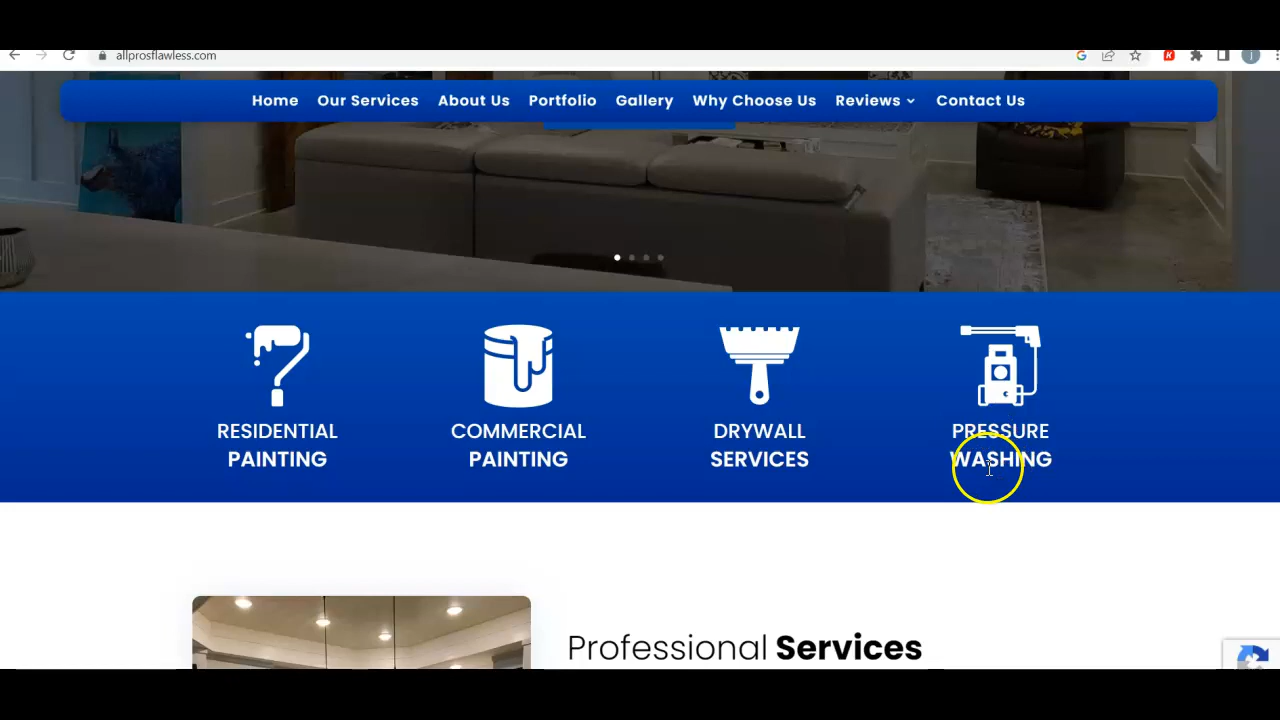 allprosflawless.com
Home Our Services About Us Portfolio Gallery Why Choose Us Reviews Contact Us
RESIDENTIAL
PAINTING
COMMERCIAL
PAINTING
DRYWALL
SERVICES
PRESSURE
WASHING
Professional Services